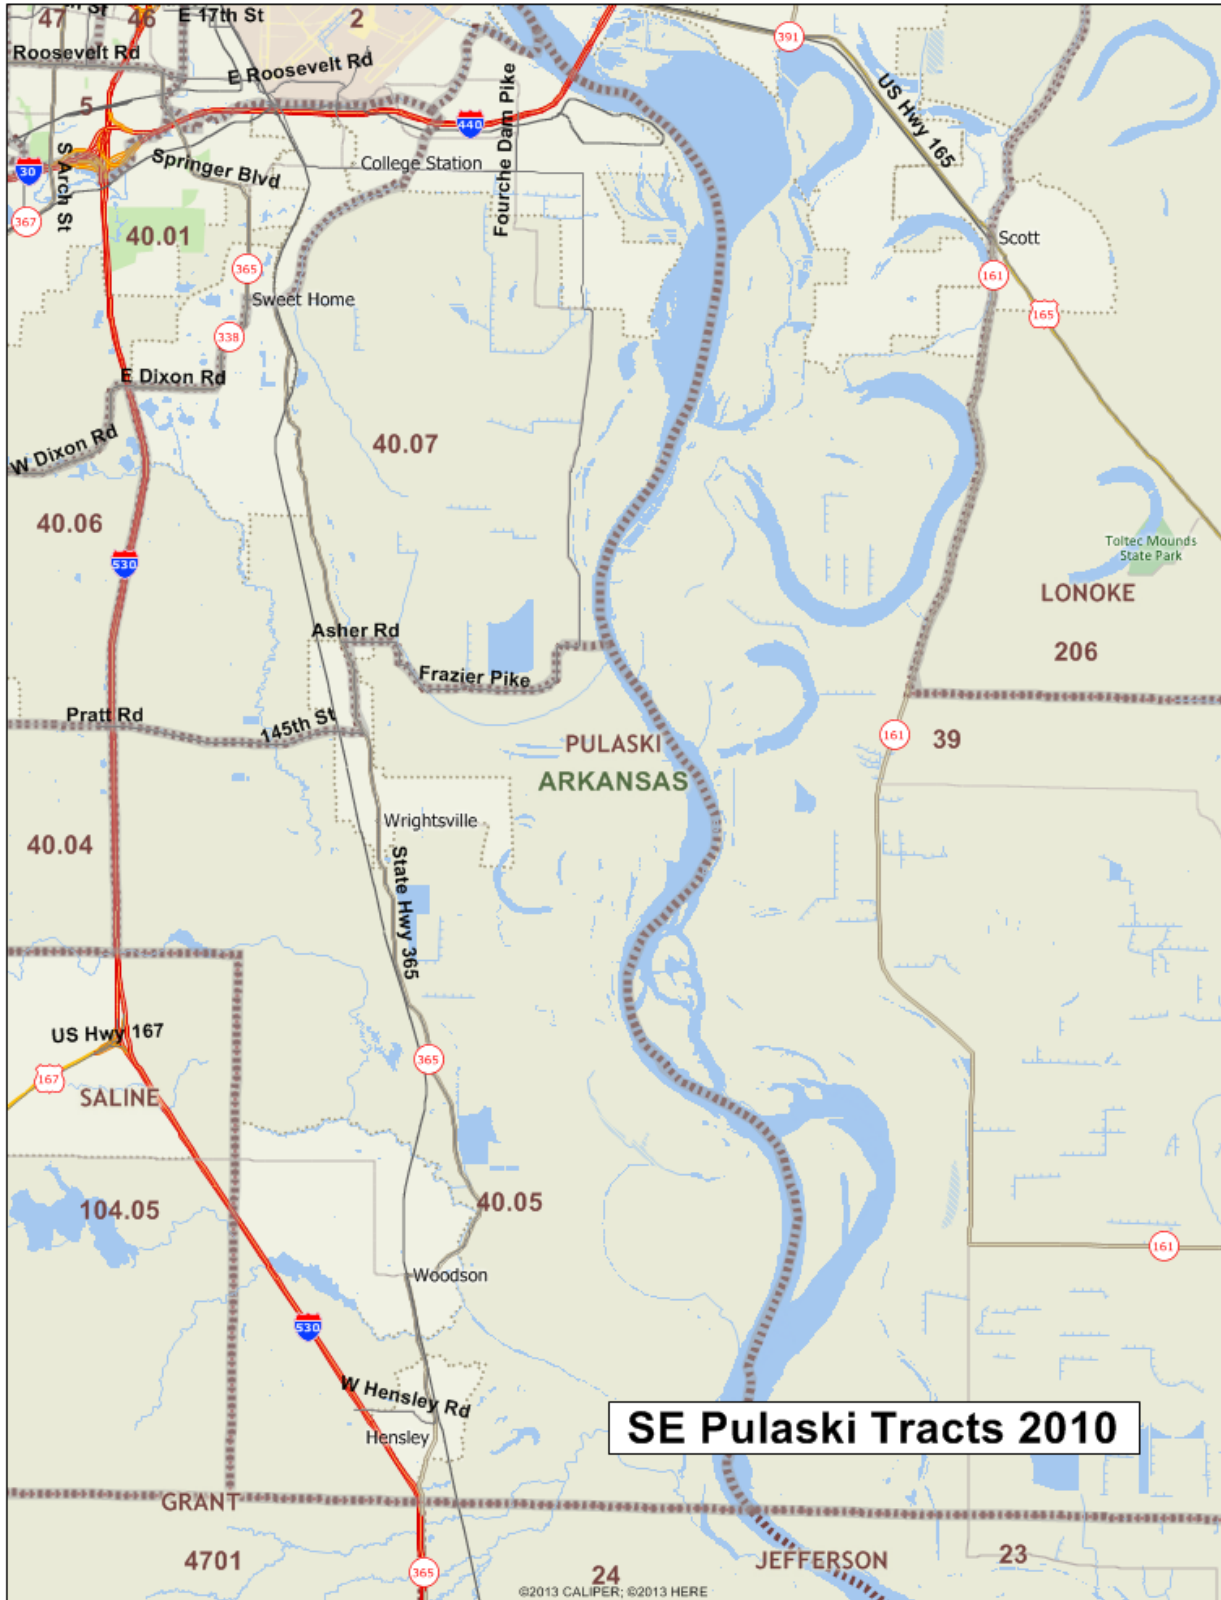 47
n St
46
E 17th St
2
391
Roosevelt Rd
E Roosevelt Rd
US Hwy 165
5
Fourche Dam Pike
440
S Arch St
30
Springer Blvd
College Station
367
40.01
Scott
365
161
Sweet Home
165
338
E Dixon Rd
W Dixon Rd
40.07
40.06
Toltec Mounds
State Park
530
LONOKE
Asher Rd
206
Frazier Pike
Pratt Rd
145th St
161
39
PULASKI
ARKANSAS
Wrightsville
40.04
State Hwy 365
US Hwy 167
365
167
SALINE
104.05
40.05
161
Woodson
530
W Hensley Rd
SE Pulaski Tracts 2010
Hensley
GRANT
4701
JEFFERSON
23
365
24
©2013 CALIPER; ©2013 HERE